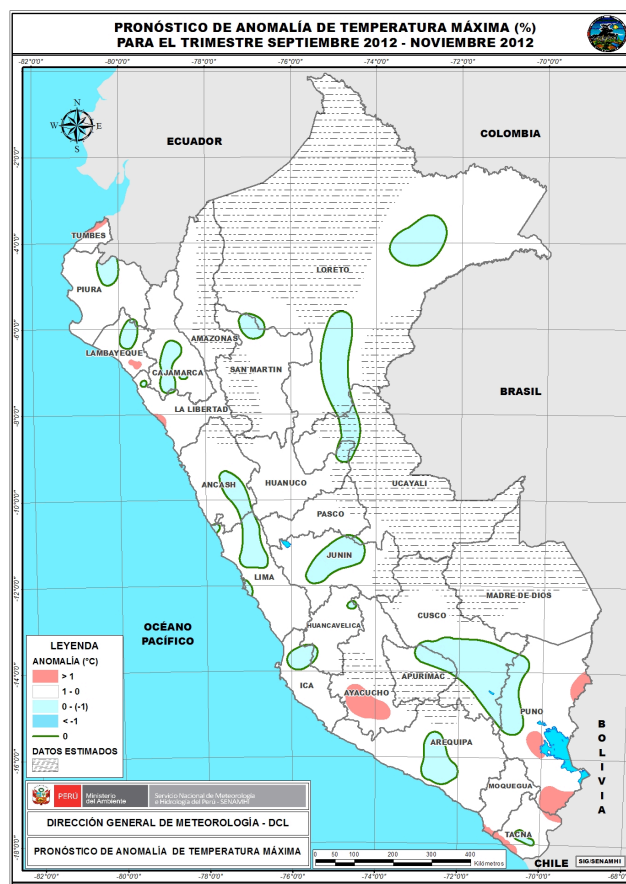 PRONÓSTICO DE ANOMALÍA DE TEMPERATURA MÁXIMA (%)
PARA EL TRIMESTRE SEPTIEMBRE 2012 - NOVIEMBRE 2012
-82°0'0" -80°0'0" -78°0'0" -76°0'0" -74°0'0" -72°0'0" -70°0'0"
N
W E
S
ECUADOR
COLOMBIA
-2°0'0"
TUMBES
-4°0'0"
LORETO
PIURA
-6°0'0"
AMAZONAS
LAMBAYEQUE
CAJAMARCA
SAN MARTIN
BRASIL
LA LIBERTAD
-8°0'0"
ANCASH
HUANUCO
UCAYALI
-10°0'0"
PASCO
JUNIN
LIMA
-12°0'0"
MADRE DE DIOS
CUSCO
HUANCAVELICA
OCÉANO
PACÍFICO
-14°0'0"
ICA
AYACUCHO
APURIMAC
PUNO
BOLIVIA
AREQUIPA
-16°0'0"
MOQUEGUA
TACNA
-18°0'0"
CHILE
LEYENDA
ANOMALÍA (°C)
> 1
1 - 0
0 - (-1)
< -1
0
DATOS ESTIMADOS
PERÚ
Ministerio
del Ambiente
Servicio Nacional de Meteorología
e Hidrología del Perú - SENAMHI
DIRECCIÓN GENERAL DE METEOROLOGÍA - DCL
PRONÓSTICO DE ANOMALÍA DE TEMPERATURA MÁXIMA
0 50 100 200 300 400
Kilómetros
SIG/SENAMHI
-82°0'0" -80°0'0" -78°0'0" -76°0'0" -74°0'0" -72°0'0" -70°0'0" -68°0'0"